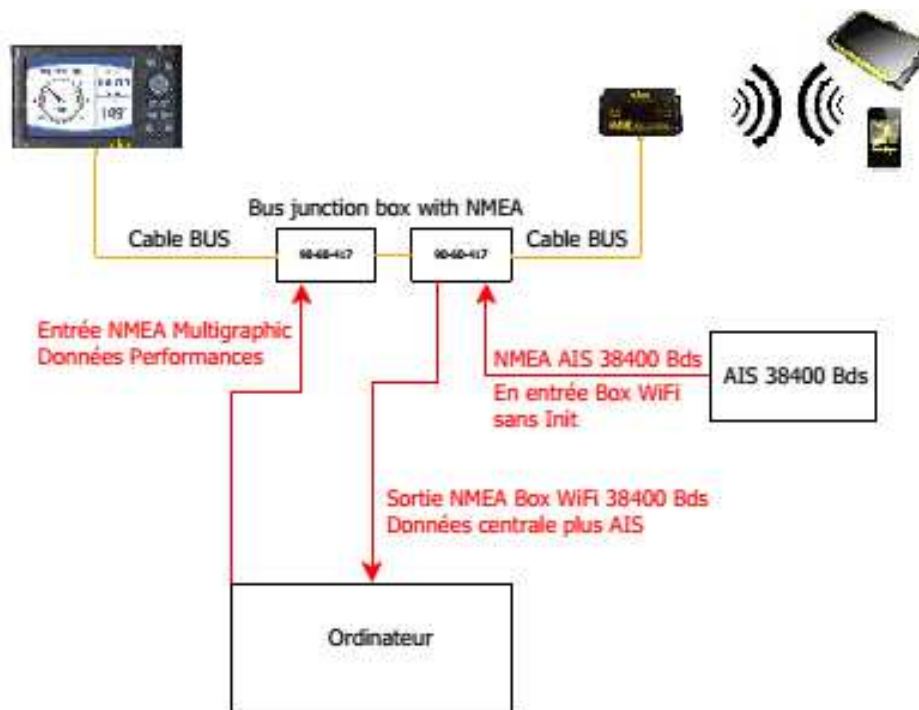 Bus junction box with NMEA
Cable BUS
90-60-417
90-60-417
Cable BUS
Entrée NMEA Multigraphic
Données Performances
NMEA AIS 38400 Bds
En entrée Box WiFi
sans Init
AIS 38400 Bds
Sortie NMEA Box WiFi 38400 Bds
Données centrale plus AIS
Ordinateur